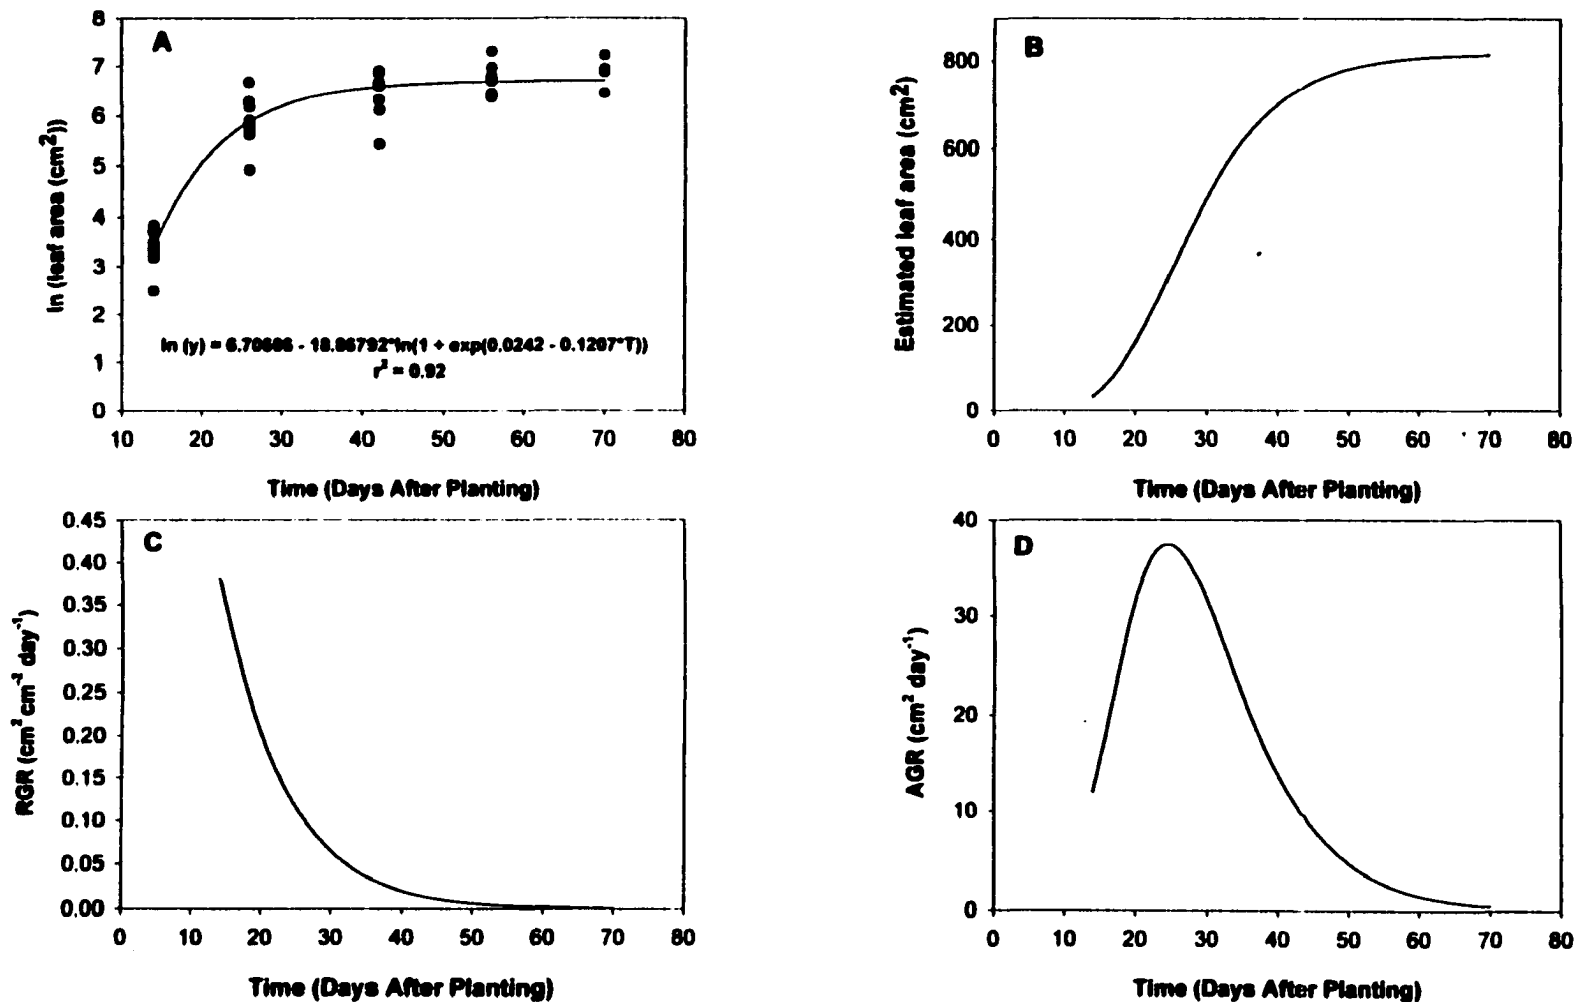 A
ln (leaf area (cm²))
8
7
6
5
4
3
2
1
0
ln (y) = 6.70686 - 18.86792*ln(1 + exp(0.0242 - 0.1207*T))
r² = 0.92
10 20 30 40 50 60 70 80
Time (Days After Planting)
B
Estimated leaf area (cm²)
800
600
400
200
0
0 10 20 30 40 50 60 70 80
Time (Days After Planting)
C
RGR (cm² cm⁻² day⁻¹)
0.45
0.40
0.35
0.30
0.25
0.20
0.15
0.10
0.05
0.00
0 10 20 30 40 50 60 70 80
Time (Days After Planting)
D
AGR (cm² day⁻¹)
40
30
20
10
0
0 10 20 30 40 50 60 70 80
Time (Days After Planting)